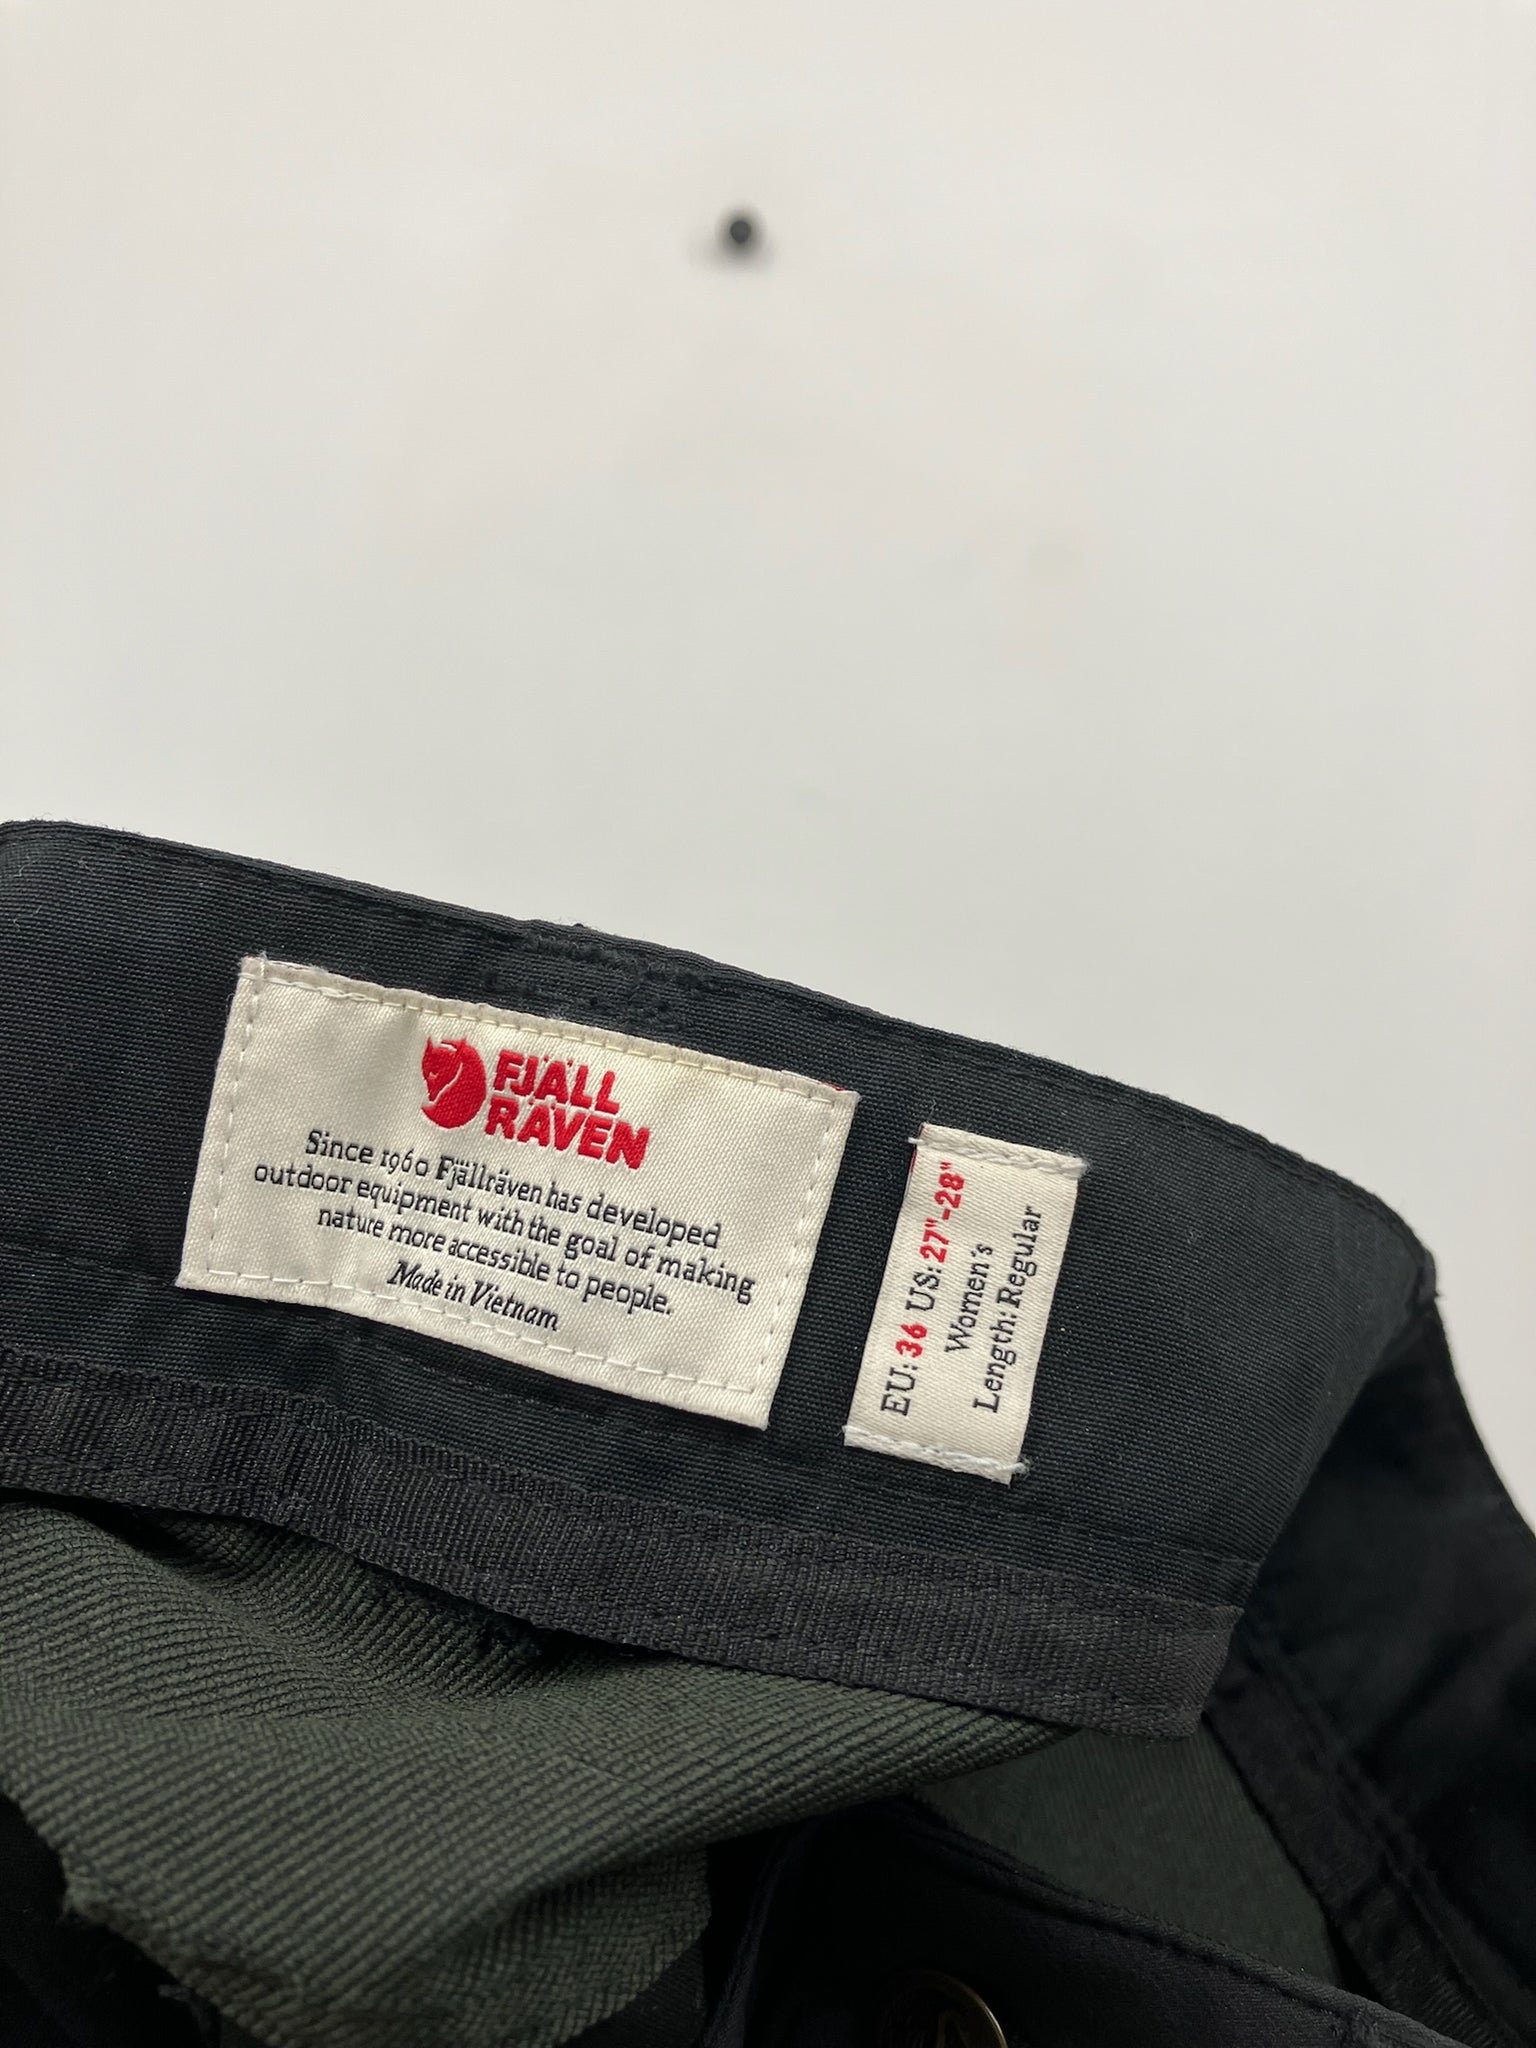 FJÄLL
RÄVEN
Since 1960 Fjällräven has developed
outdoor equipment with the goal of making
nature more accessible to people.
Made in Vietnam
EU: 36 US: 27"-28"
Women's
Length: Regular